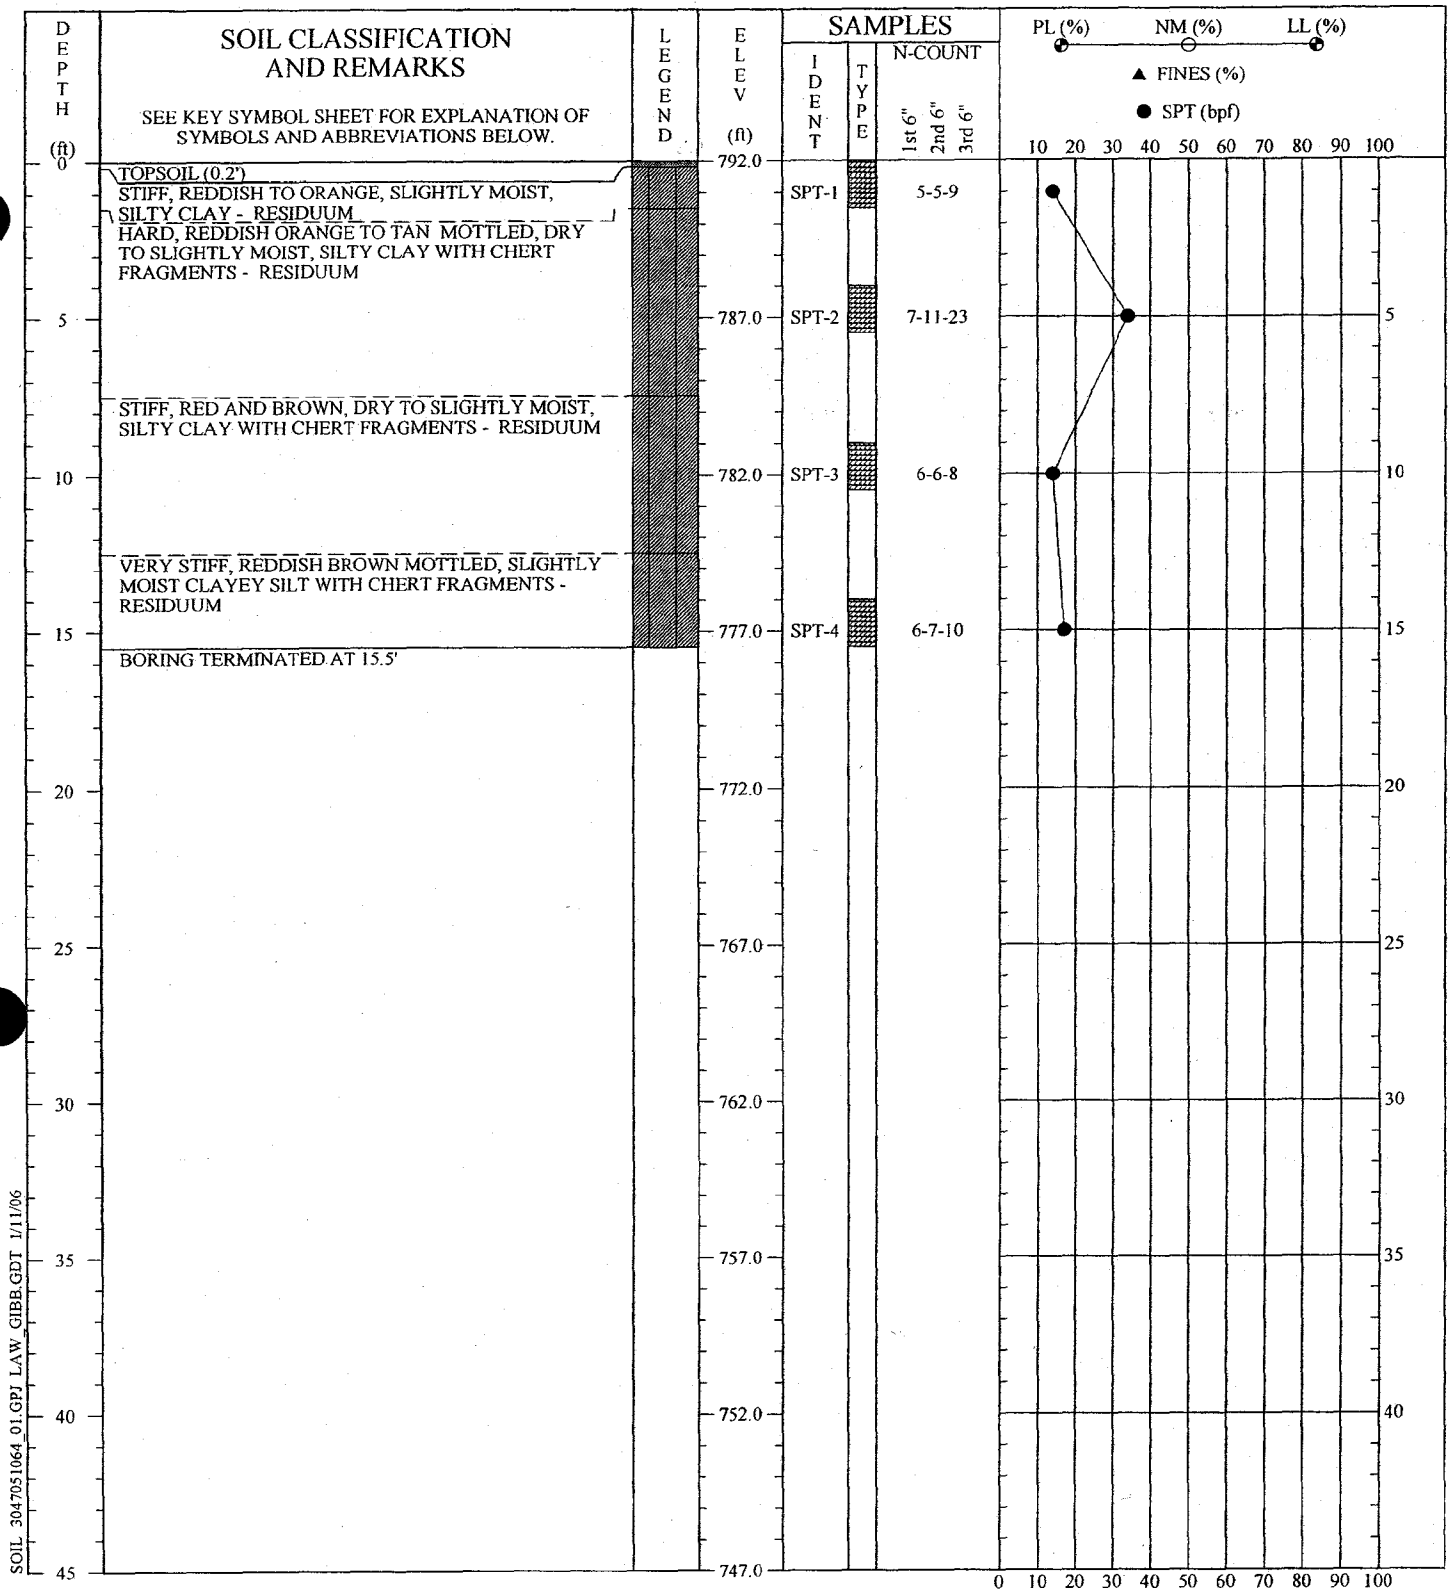 DEPTH
(ft)
SOIL CLASSIFICATION
AND REMARKS
SEE KEY SYMBOL SHEET FOR EXPLANATION OF
SYMBOLS AND ABBREVIATIONS BELOW.
LEGEND
ELEV
(ft)
SAMPLES
IDENT
TYPE
N-COUNT
1st 6"
2nd 6"
3rd 6"
PL (%) NM (%) LL (%)
▲ FINES (%)
● SPT (bpf)
10 20 30 40 50 60 70 80 90 100
0
TOPSOIL (0.2')
792.0
STIFF, REDDISH TO ORANGE, SLIGHTLY MOIST,
SILTY CLAY - RESIDUUM
SPT-1 5-5-9
HARD, REDDISH ORANGE TO TAN MOTTLED, DRY
TO SLIGHTLY MOIST, SILTY CLAY WITH CHERT
FRAGMENTS - RESIDUUM
5 787.0 SPT-2 7-11-23 5
STIFF, RED AND BROWN, DRY TO SLIGHTLY MOIST,
SILTY CLAY WITH CHERT FRAGMENTS - RESIDUUM
10 782.0 SPT-3 6-6-8 10
VERY STIFF, REDDISH BROWN MOTTLED, SLIGHTLY
MOIST CLAYEY SILT WITH CHERT FRAGMENTS -
RESIDUUM
15 777.0 SPT-4 6-7-10 15
BORING TERMINATED AT 15.5'
20 772.0 20
25 767.0 25
30 762.0 30
35 757.0 35
40 752.0 40
45 747.0
0 10 20 30 40 50 60 70 80 90 100
SOIL 3047051064_01.GPJ LAW_GIBB.GDT 1/11/06